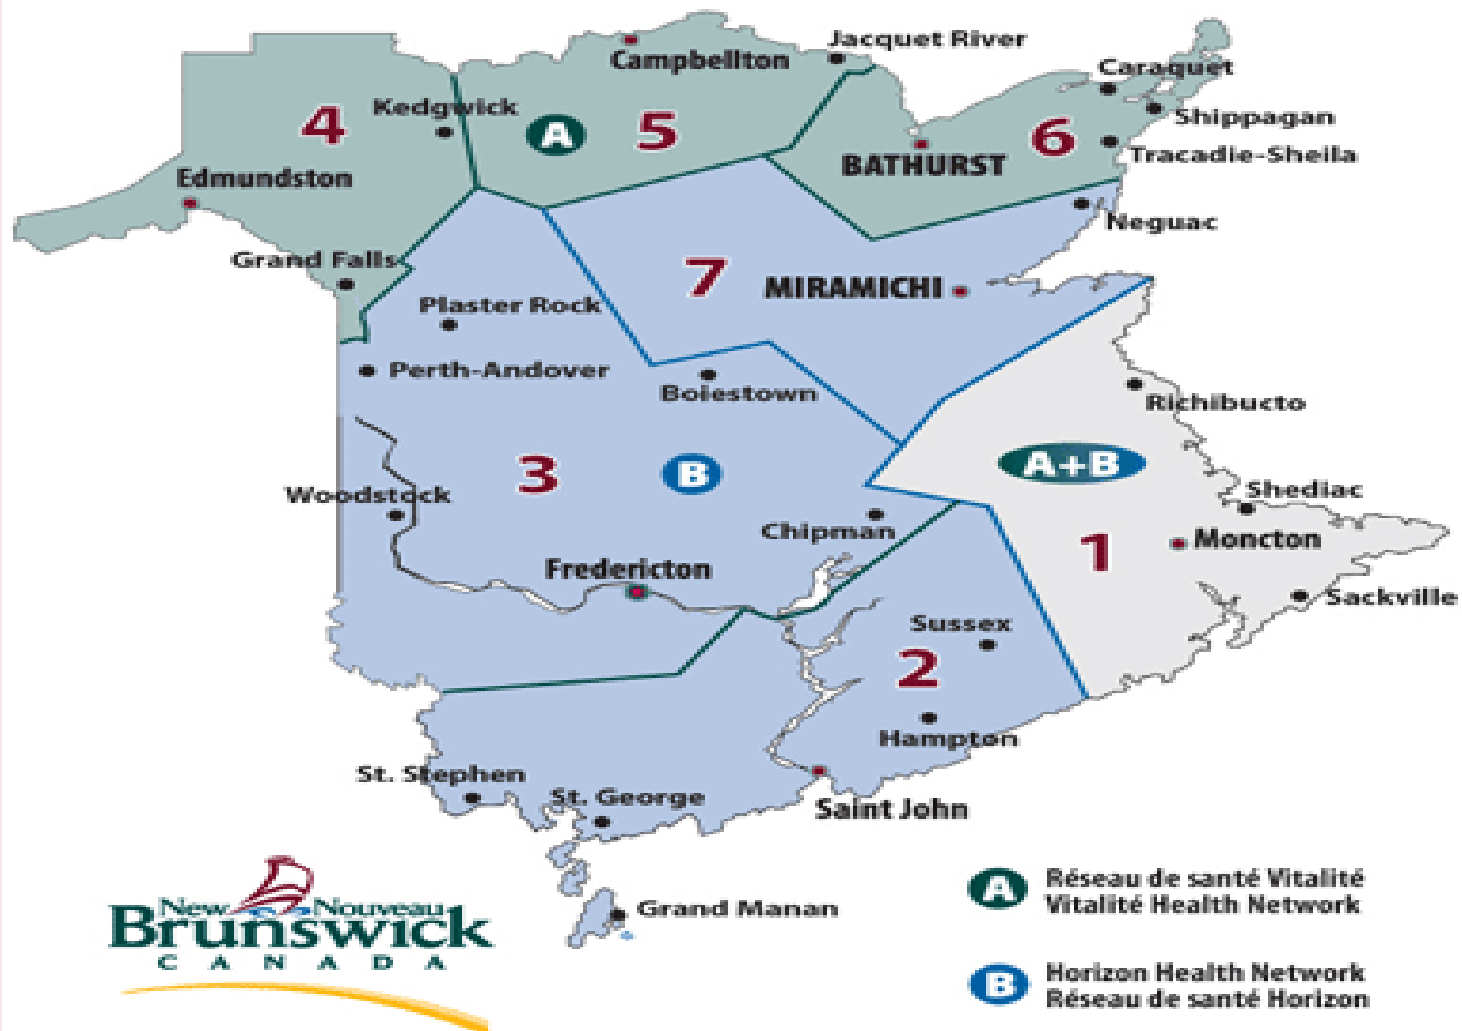 Jacquet River
Campbellton
Caraquet
Kedgwick
4
A
5
6
Shippagan
BATHURST
Tracadie-Sheila
Edmundston
Neguac
Grand Falls
7
MIRAMICHI
Plaster Rock
Perth-Andover
Boiestown
Richibucto
3
B
A+B
Woodstock
Shediac
Chipman
1
Moncton
Fredericton
Sackville
Sussex
2
Hampton
St. Stephen
St. George
Saint John
Grand Manan
New Nouveau
Brunswick
CANADA
A
Réseau de santé Vitalité
Vitalité Health Network
B
Horizon Health Network
Réseau de santé Horizon